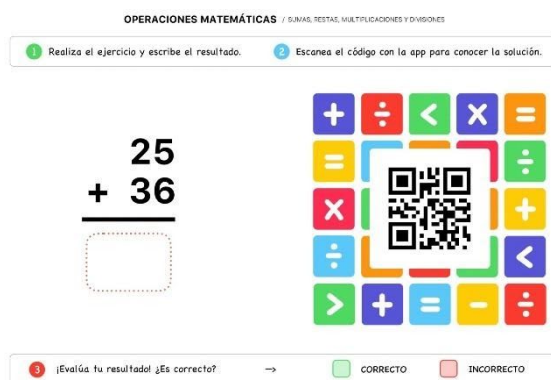 OPERACIONES MATEMÁTICAS / SUMAS, RESTAS, MULTIPLICACIONES Y DIVISIONES
1 Realiza el ejercicio y escribe el resultado. 2 Escanea el código con la app para conocer la solución.
+ ÷ < × =
= ÷
25
+ 36
× +
÷ <
> + = − ÷
3 ¡Evalúa tu resultado! ¿Es correcto? → CORRECTO INCORRECTO